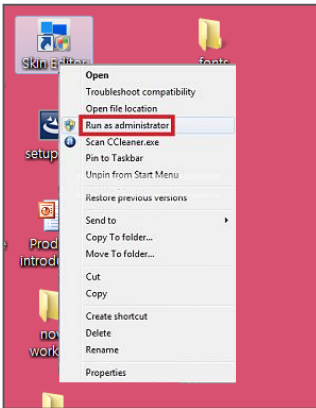 Skin Editor
fonts
Open
Troubleshoot compatibility
Open file location
Run as administrator
Scan CCleaner.exe
Pin to Taskbar
Unpin from Start Menu
Restore previous versions
Send to
Copy To folder...
Move To folder...
Cut
Copy
Create shortcut
Delete
Rename
Properties
setup
Prod
introd
work